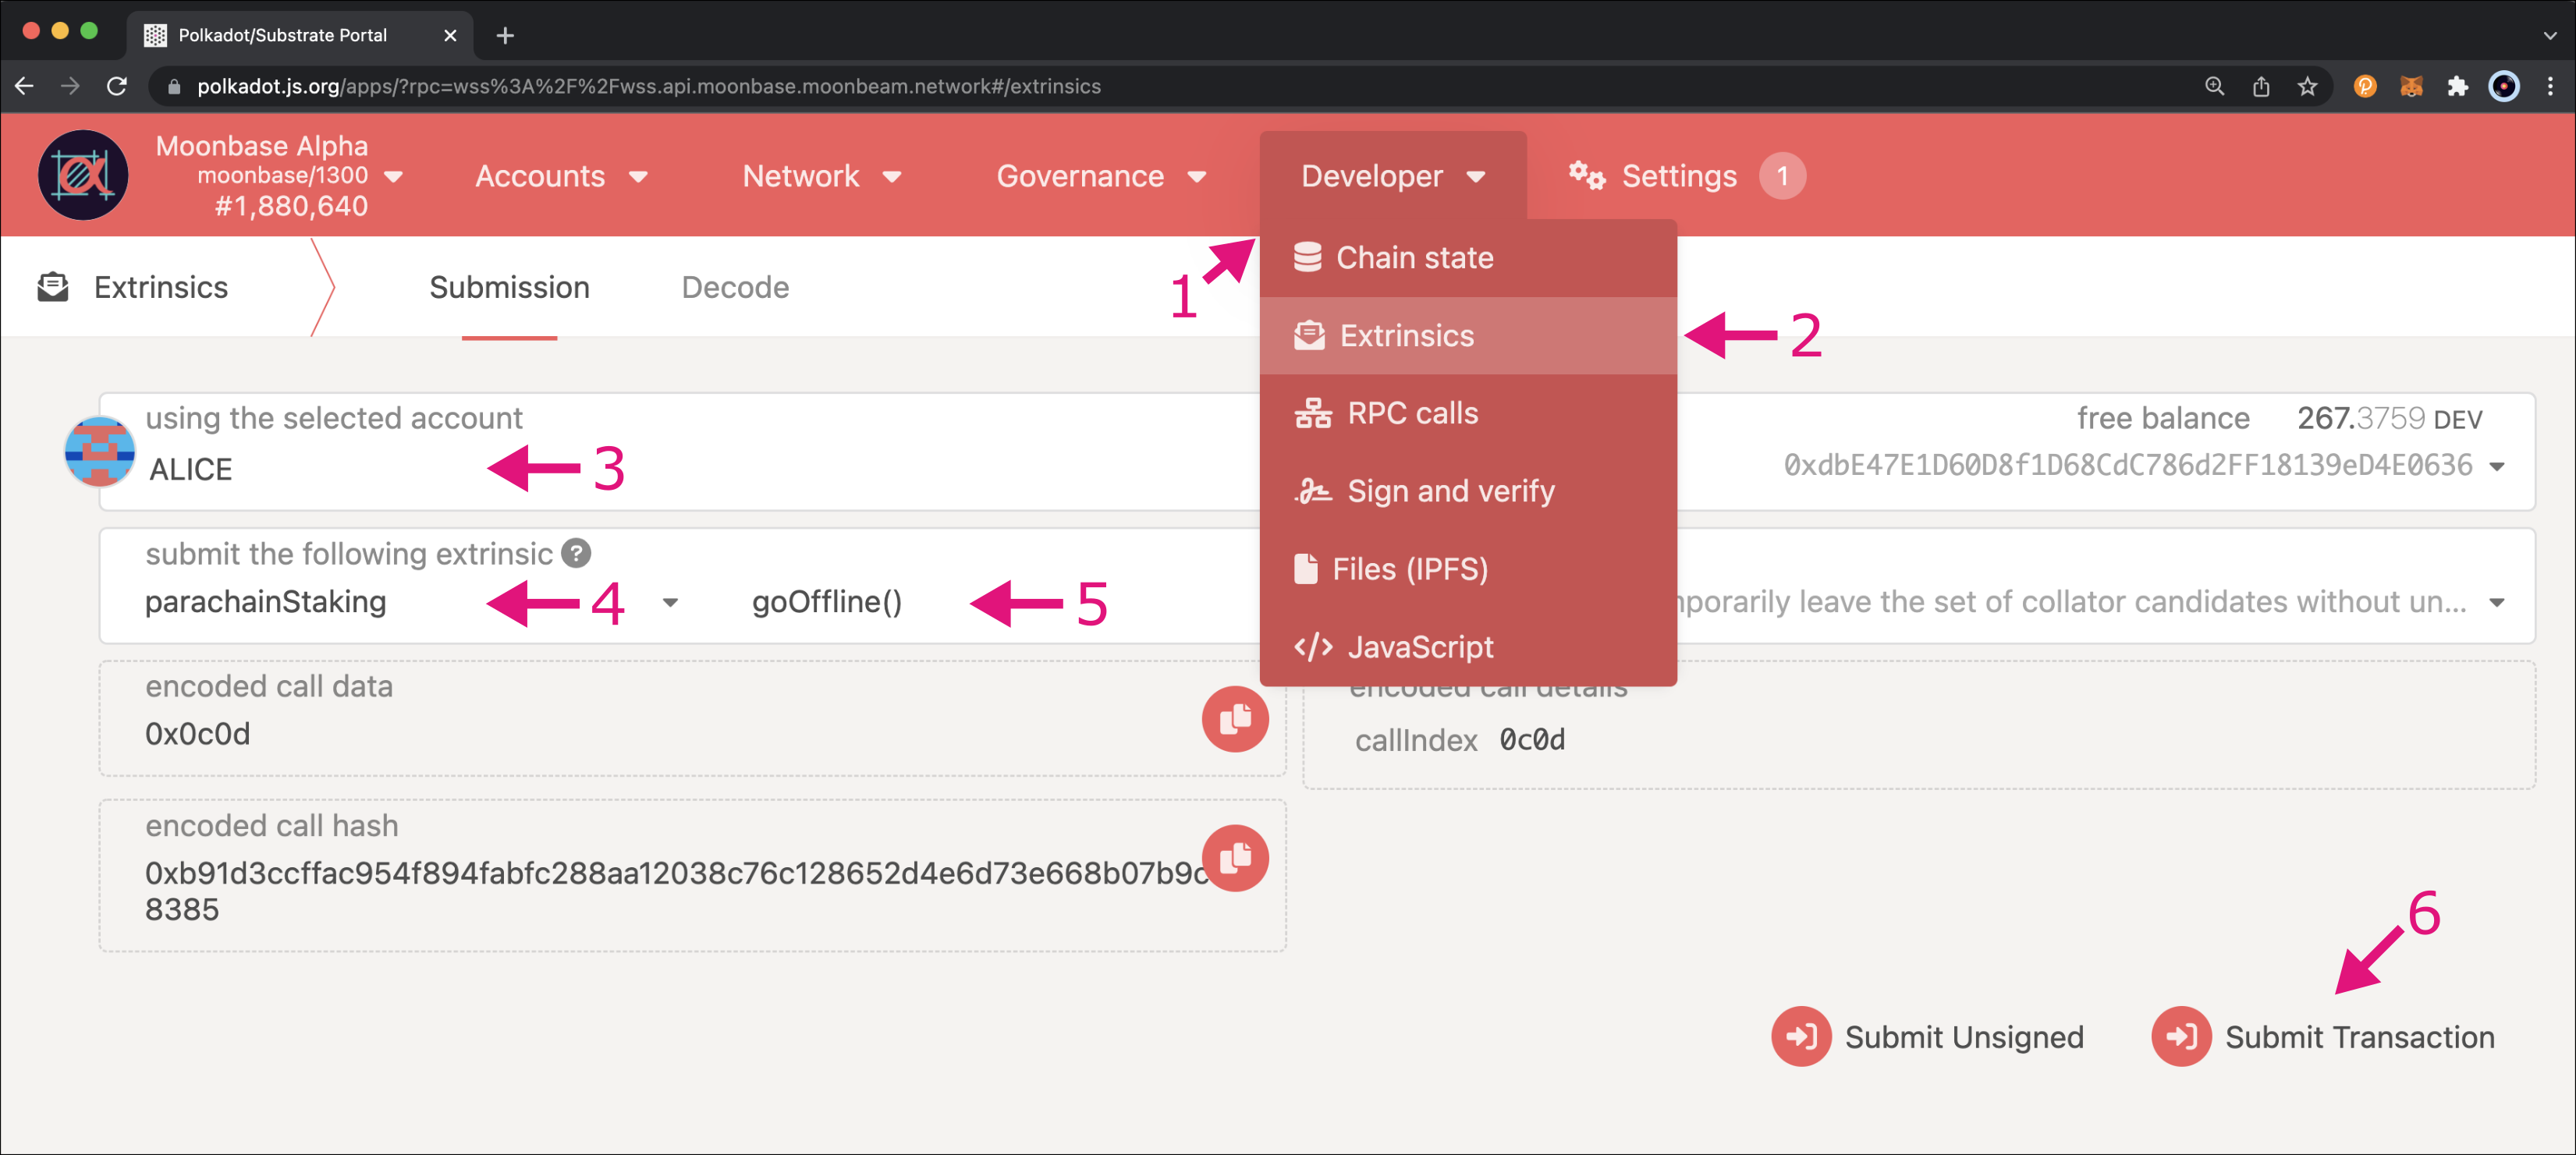 Polkadot/Substrate Portal
polkadot.js.org/apps/?rpc=wss%3A%2F%2Fwss.api.moonbase.moonbeam.network#/extrinsics
Moonbase Alpha
moonbase/1300
#1,880,640
Accounts
Network
Governance
Developer
Settings
1
Extrinsics
Submission
Decode
1
Chain state
Extrinsics
2
RPC calls
Sign and verify
Files (IPFS)
JavaScript
using the selected account
ALICE
3
free balance 267.3759 DEV
0xdbE47E1D60D8f1D68CdC786d2FF18139eD4E0636
submit the following extrinsic ?
parachainStaking
4
goOffline()
5
leave the set of collator candidates without un...
encoded call data
0x0c0d
encoded call details
callIndex 0c0d
encoded call hash
0xb91d3ccffac954f894fabfc288aa12038c76c128652d4e6d73e668b07b9c
8385
6
Submit Unsigned
Submit Transaction